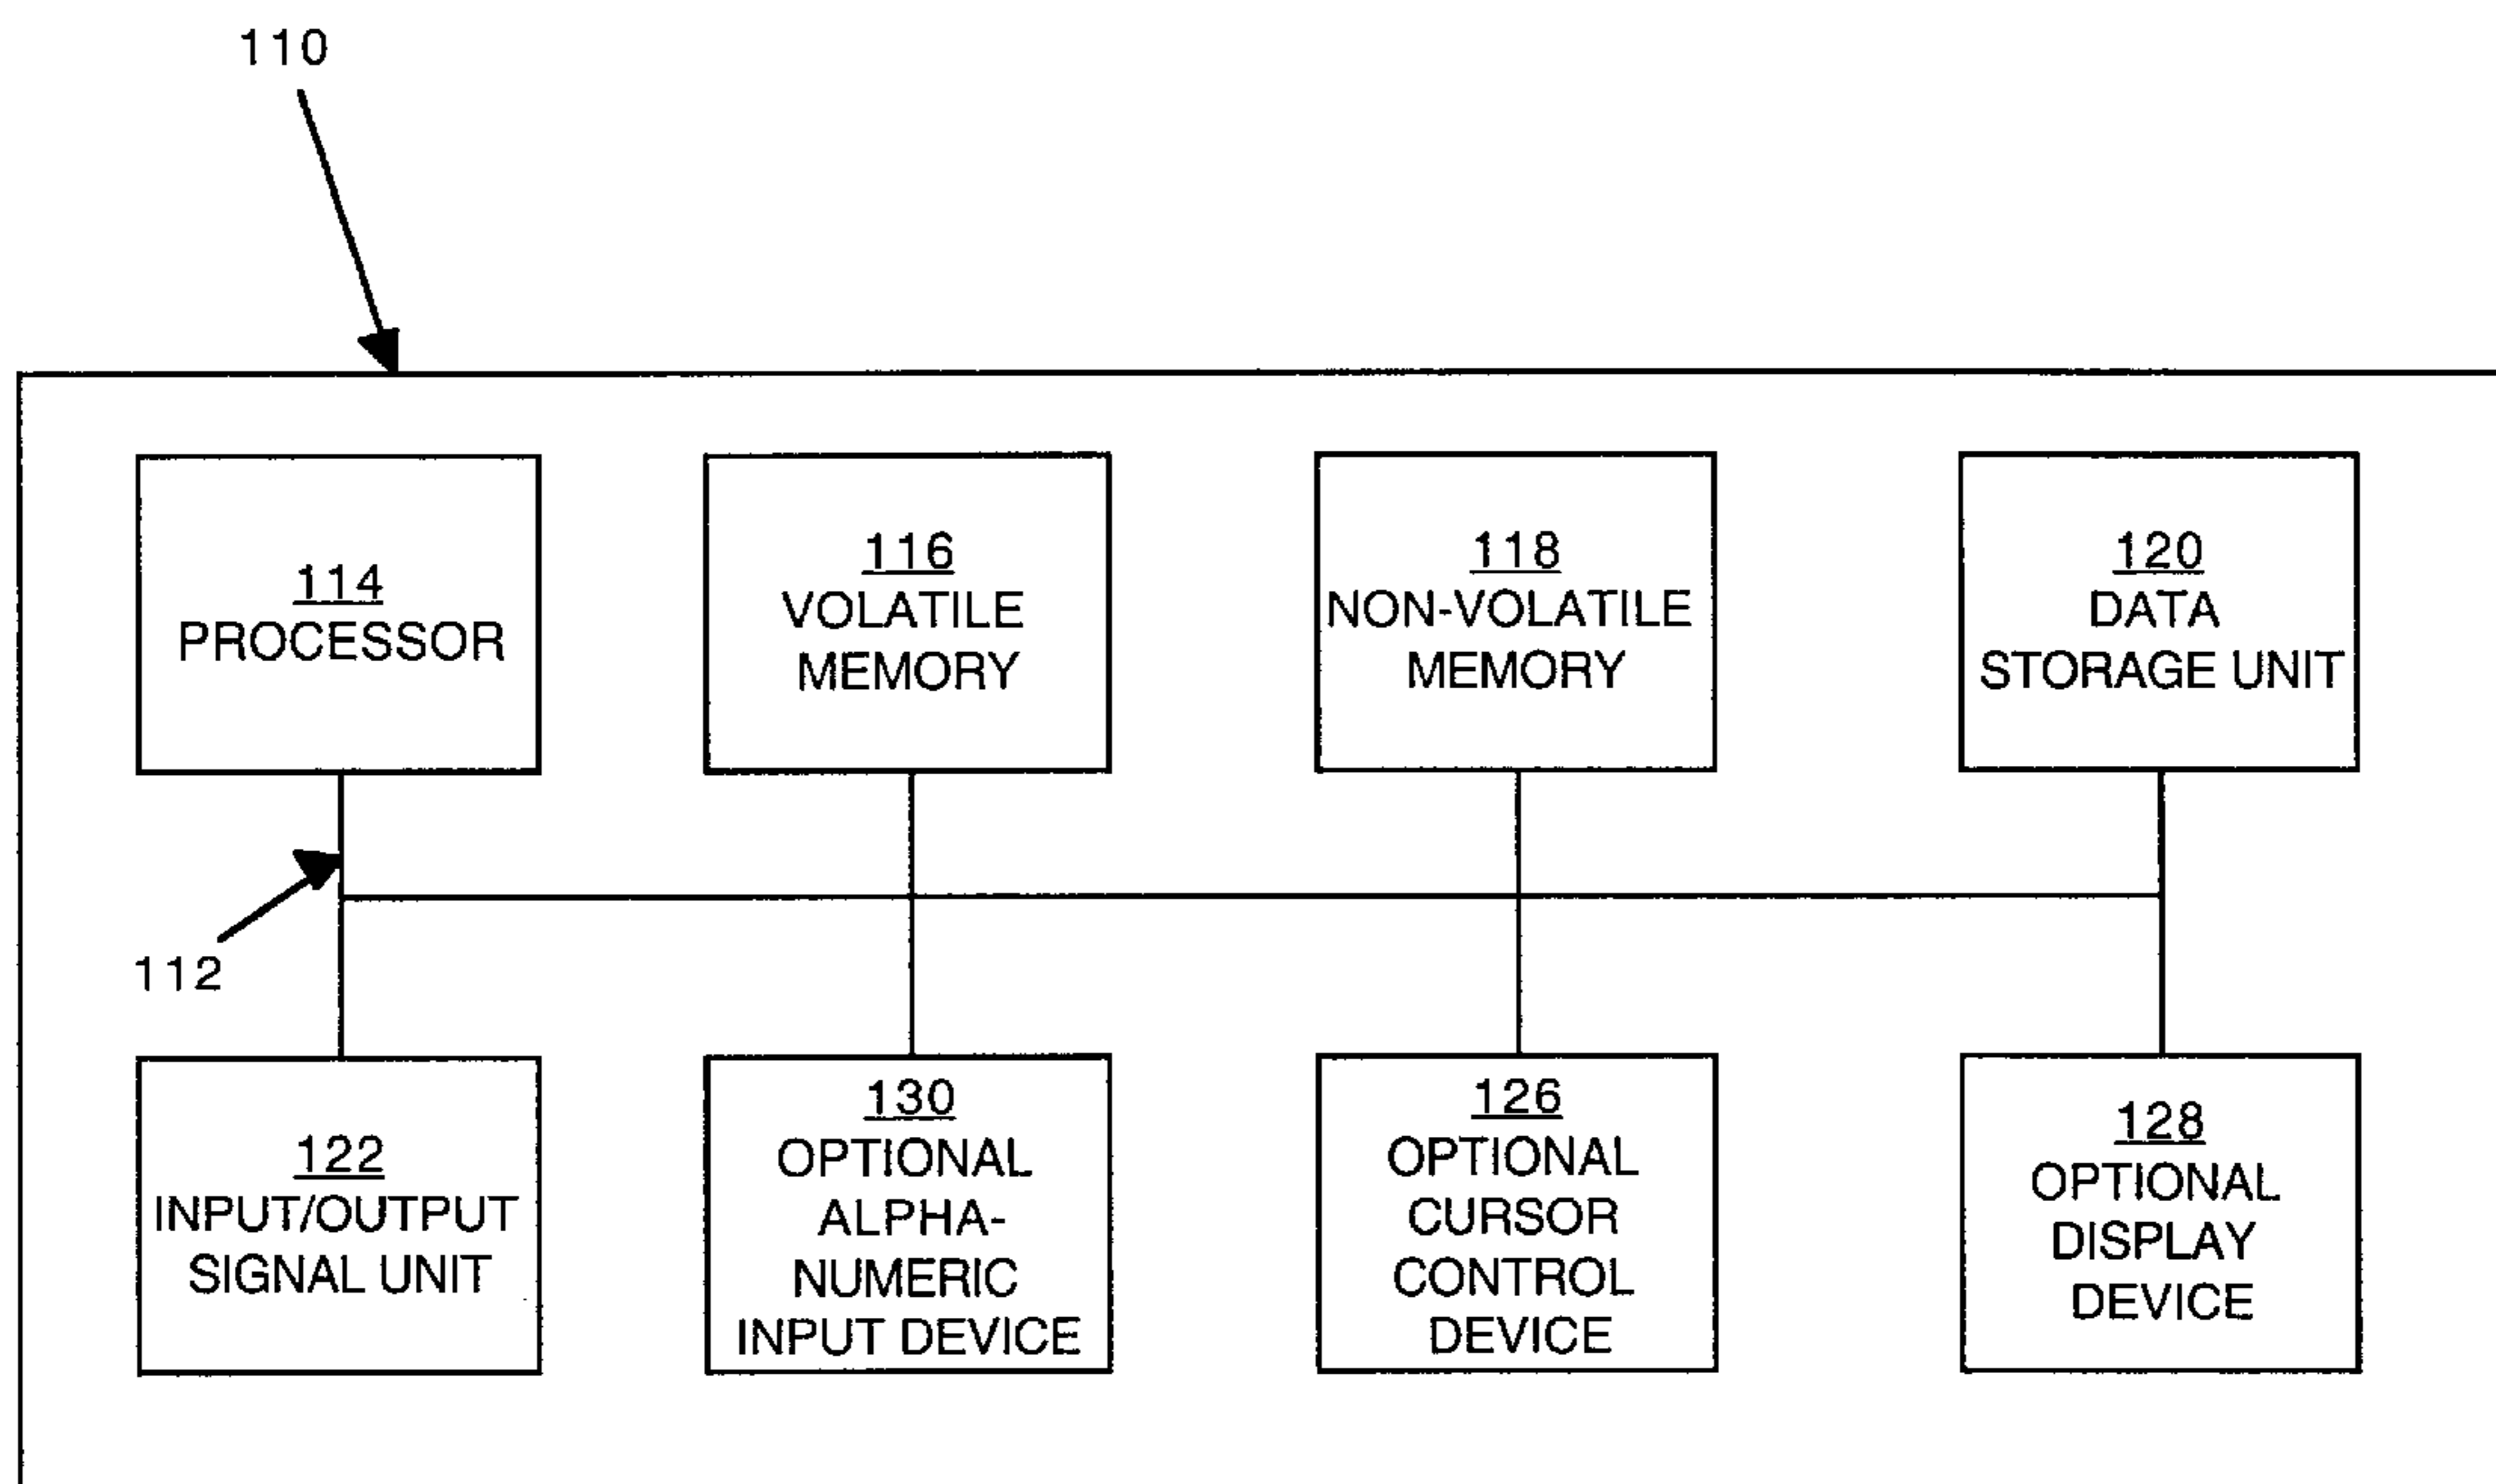 110
114
PROCESSOR
116
VOLATILE
MEMORY
118
NON-VOLATILE
MEMORY
120
DATA
STORAGE UNIT
112
122
INPUT/OUTPUT
SIGNAL UNIT
130
OPTIONAL
ALPHA-
NUMERIC
INPUT DEVICE
126
OPTIONAL
CURSOR
CONTROL
DEVICE
128
OPTIONAL
DISPLAY
DEVICE